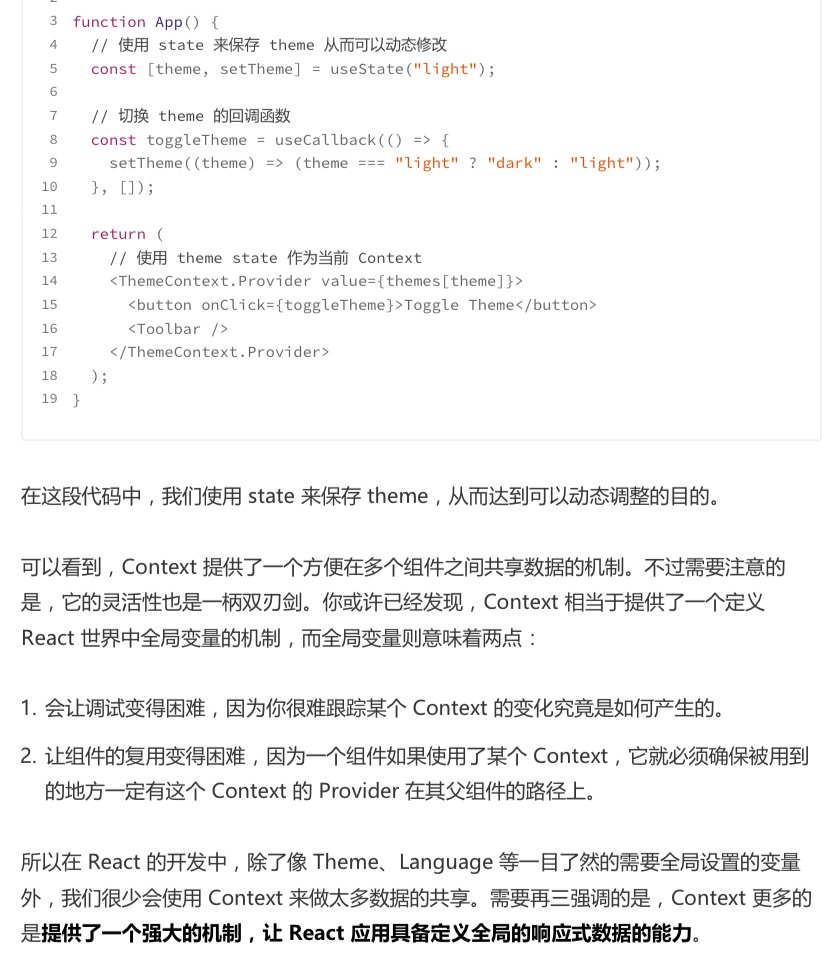 3 function App() {
4   // 使用 state 来保存 theme 从而可以动态修改
5   const [theme, setTheme] = useState("light");
6
7   // 切换 theme 的回调函数
8   const toggleTheme = useCallback(() => {
9     setTheme((theme) => (theme === "light" ? "dark" : "light"));
10   }, []);
11
12   return (
13     // 使用 theme state 作为当前 Context
14     <ThemeContext.Provider value={themes[theme]}>
15       <button onClick={toggleTheme}>Toggle Theme</button>
16       <Toolbar />
17     </ThemeContext.Provider>
18   );
19 }
在这段代码中，我们使用 state 来保存 theme，从而达到可以动态调整的目的。
可以看到，Context 提供了一个方便在多个组件之间共享数据的机制。不过需要注意的
是，它的灵活性也是一柄双刃剑。你或许已经发现，Context 相当于提供了一个定义
React 世界中全局变量的机制，而全局变量则意味着两点：
1. 会让调试变得困难，因为你很难跟踪某个 Context 的变化究竟是如何产生的。
2. 让组件的复用变得困难，因为一个组件如果使用了某个 Context，它就必须确保被用到
的地方一定有这个 Context 的 Provider 在其父组件的路径上。
所以在 React 的开发中，除了像 Theme、Language 等一目了然的需要全局设置的变量
外，我们很少会使用 Context 来做太多数据的共享。需要再三强调的是，Context 更多的
是提供了一个强大的机制，让 React 应用具备定义全局的响应式数据的能力。